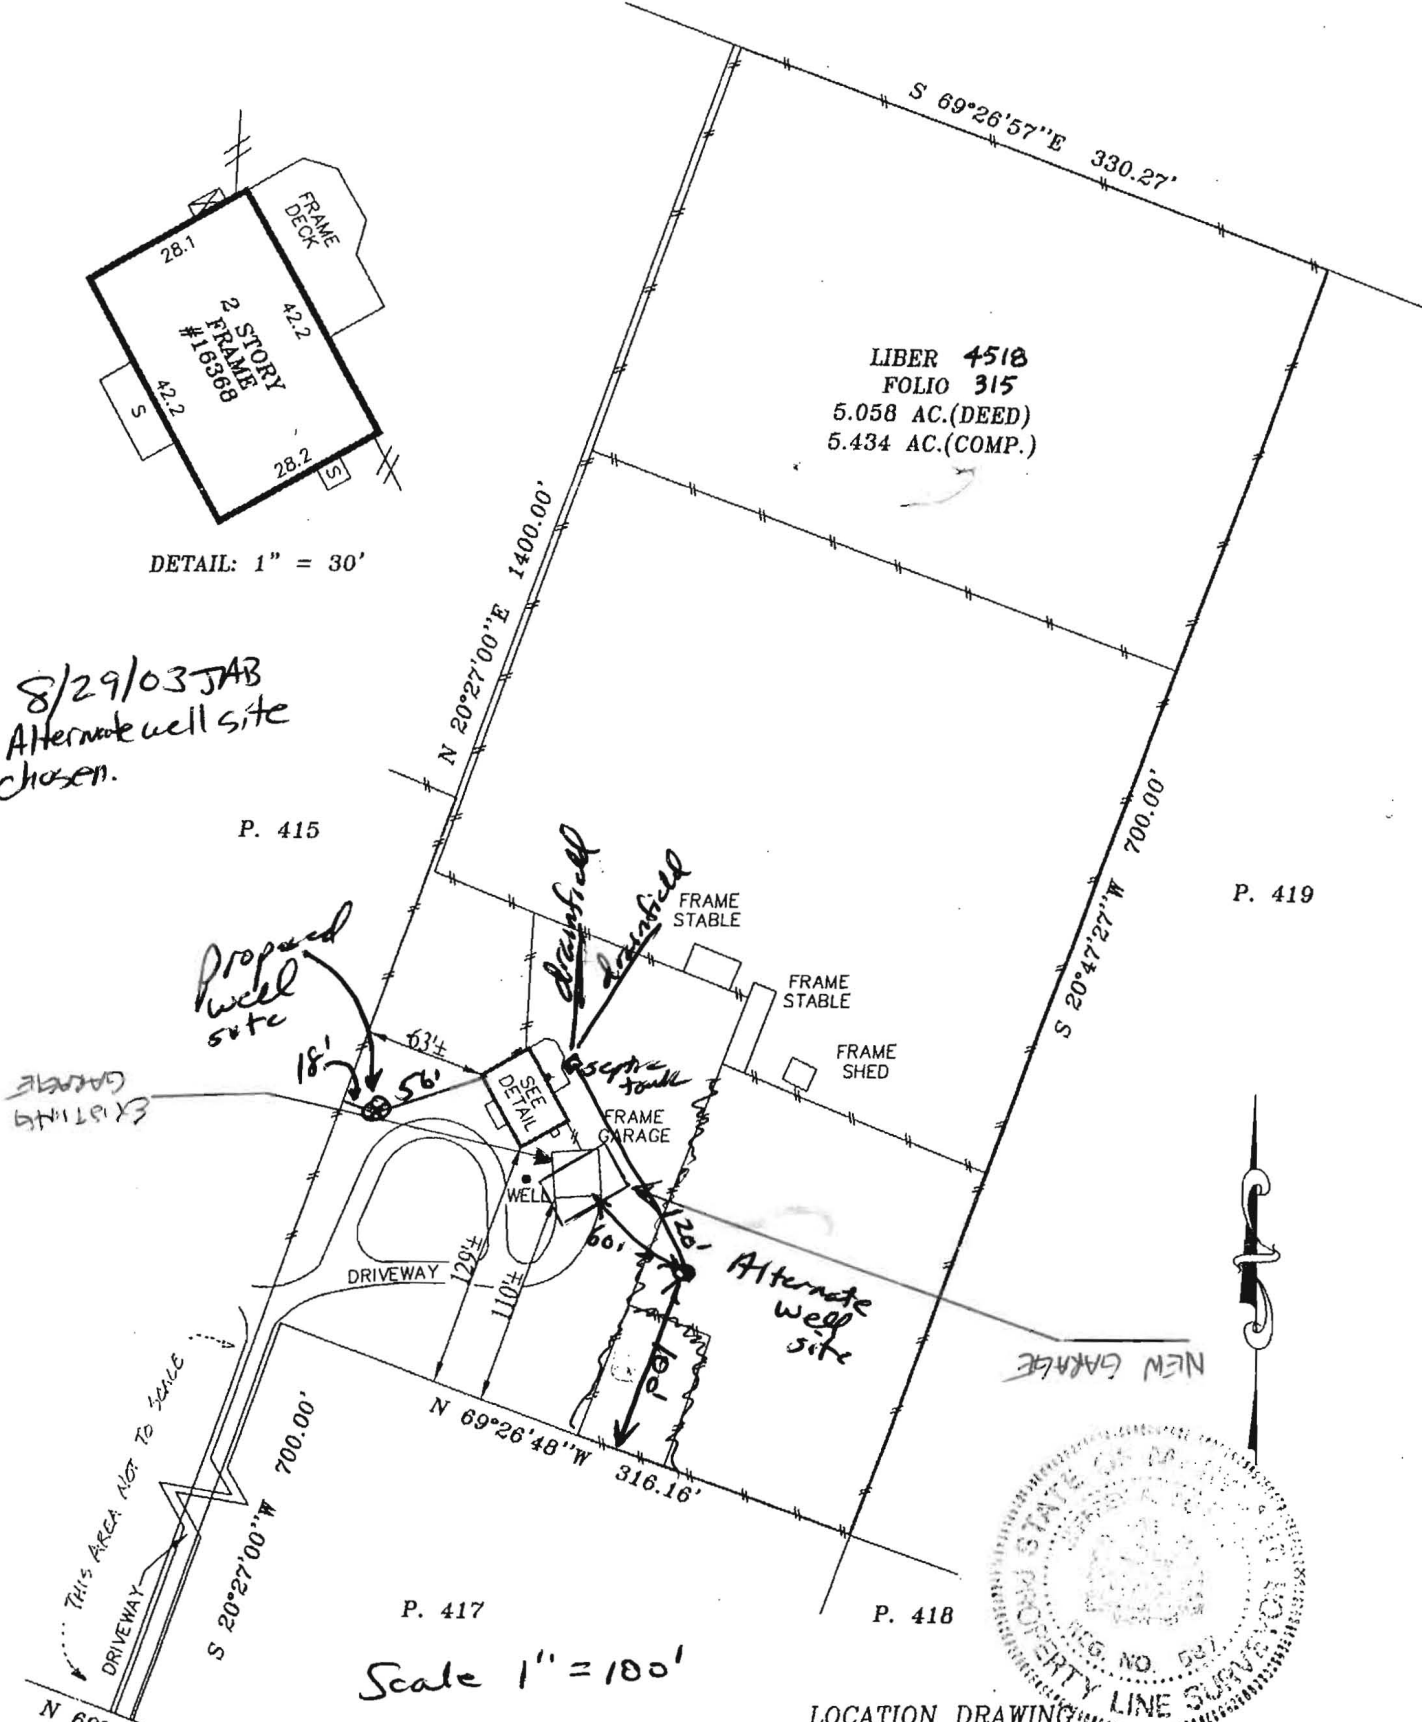 S 69°26'57"E 330.27'
FRAME
DECK
28.1
42.2
2 STORY
FRAME
#16368
42.2
S
28.2
S
DETAIL: 1" = 30'
LIBER 4518
FOLIO 315
5.058 AC.(DEED)
5.434 AC.(COMP.)
N 20°27'00"E 1400.00'
8/29/03 JAB
Alternate well site
chosen.
P. 415
S 20°47'27"W 700.00'
P. 419
drainfield
drainfield
FRAME
STABLE
FRAME
STABLE
FRAME
SHED
Proposed
well
site
63'±
18'
56'
septic
tank
SEE
DETAIL
EXISTING
GARAGE
FRAME
GARAGE
WELL
60'
120'
Alternate
well
site
DRIVEWAY
129'±
110'±
100'
NEW GARAGE
N 69°26'48"W 316.16'
THIS AREA NOT TO SCALE
DRIVEWAY
S 20°27'00"W 700.00'
P. 417
P. 418
Scale 1" = 100'
STATE OF
REG. NO. 587
PROPERTY LINE SURVEYOR
LOCATION DRAWING